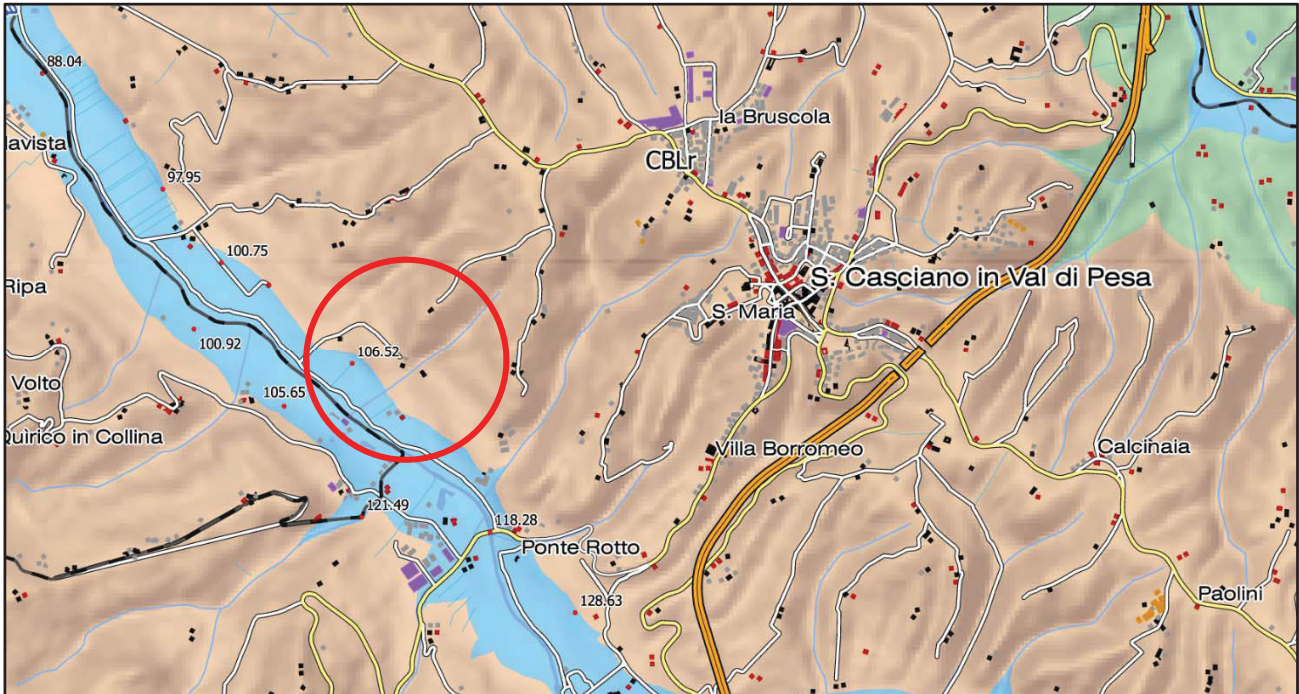 88.04
la Bruscola
lavista
CBLr
97.95
100.75
S. Casciano in Val di Pesa
Ripa
S. Maria
100.92
106.52
Volto
105.65
Quirico in Collina
Villa Borromeo
Calcinaia
121.49
118.28
Ponte Rotto
128.63
Paolini